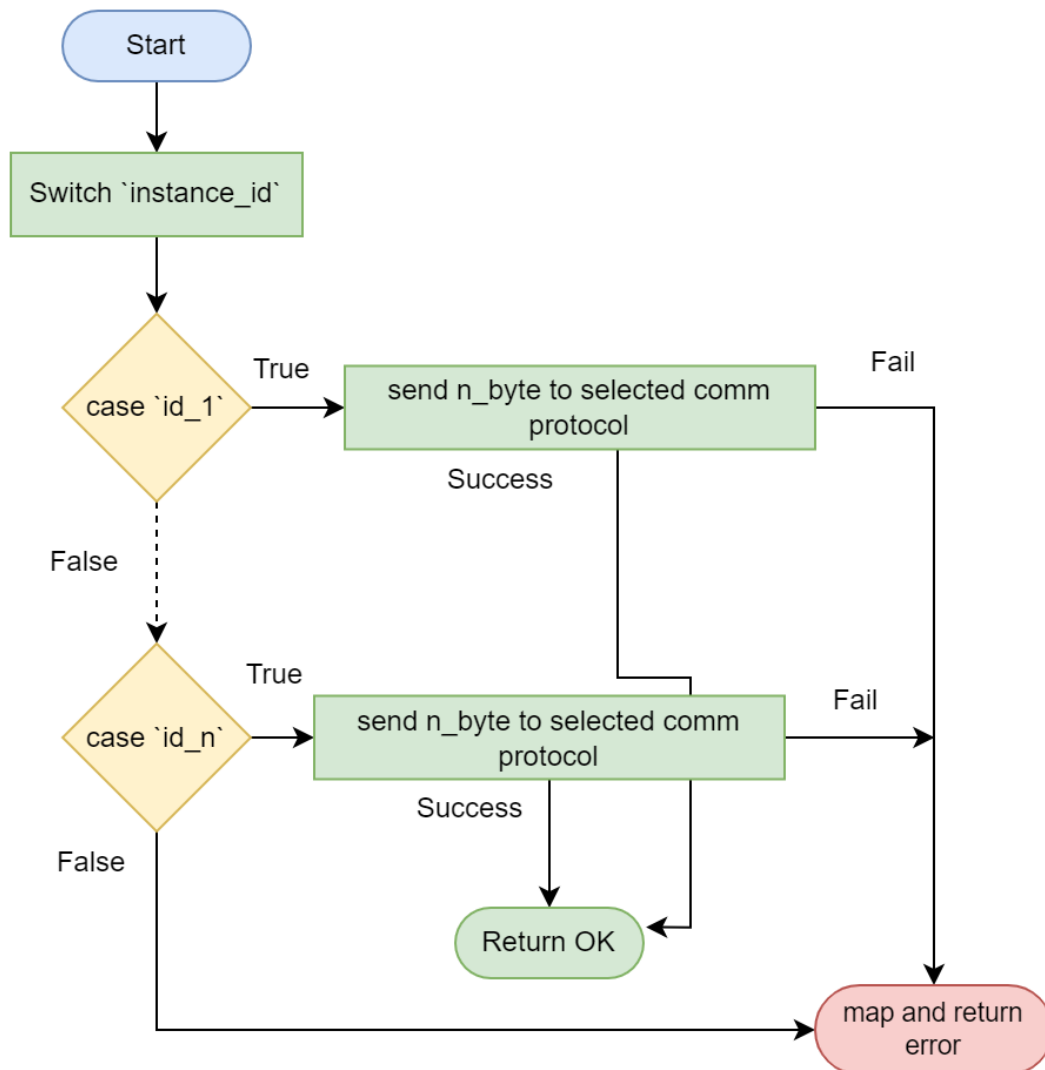 Start
Switch `instance_id`
True
Fail
case `id_1`
send n_byte to selected comm
protocol
Success
False
True
Fail
case `id_n`
send n_byte to selected comm
protocol
Success
False
Return OK
map and return
error